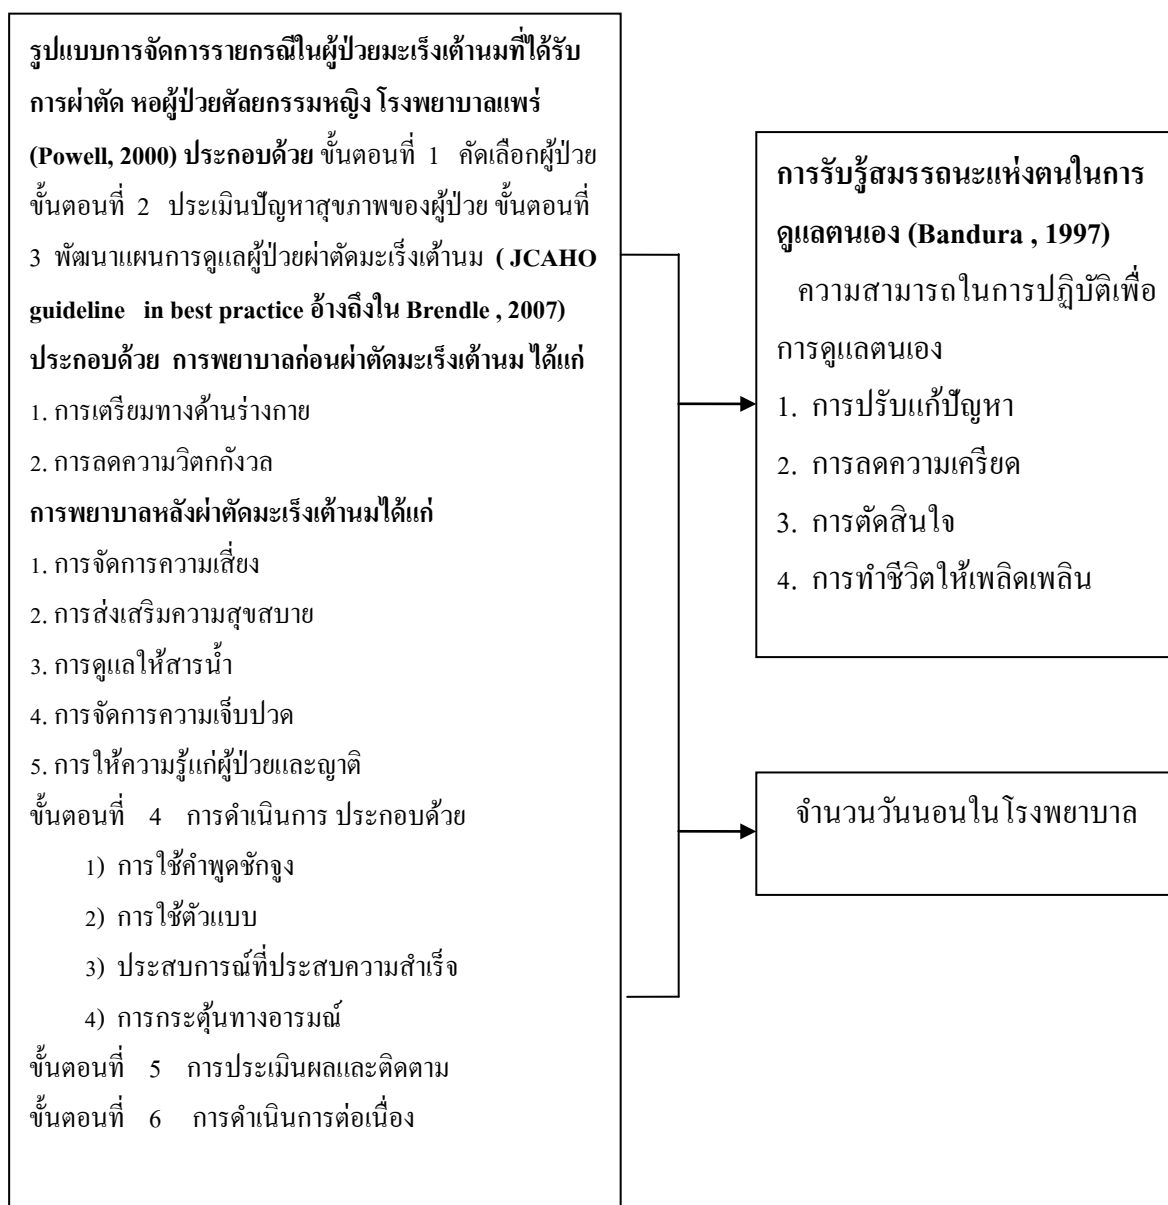 รูปแบบการจัดการรายกรณีในผู้ป่วยมะเร็งเต้านมที่ได้รับ
การผ่าตัด หอผู้ป่วยศัลยกรรมหญิง โรงพยาบาลแพร่
(Powell, 2000) ประกอบด้วย ขั้นตอนที่ 1 คัดเลือกผู้ป่วย
ขั้นตอนที่ 2 ประเมินปัญหาสุขภาพของผู้ป่วย ขั้นตอนที่
3 พัฒนาแผนการดูแลผู้ป่วยผ่าตัดมะเร็งเต้านม ( JCAHO
guideline in best practice อ้างถึงใน Brendle , 2007)
ประกอบด้วย การพยาบาลก่อนผ่าตัดมะเร็งเต้านม ได้แก่
1. การเตรียมทางด้านร่างกาย
2. การลดความวิตกกังวล
การพยาบาลหลังผ่าตัดมะเร็งเต้านมได้แก่
1. การจัดการความเสี่ยง
2. การส่งเสริมความสุขสบาย
3. การดูแลให้สารน้ำ
4. การจัดการความเจ็บปวด
5. การให้ความรู้แก่ผู้ป่วยและญาติ
ขั้นตอนที่ 4 การดำเนินการ ประกอบด้วย
1) การใช้คำพูดชักจูง
2) การใช้ตัวแบบ
3) ประสบการณ์ที่ประสบความสำเร็จ
4) การกระตุ้นทางอารมณ์
ขั้นตอนที่ 5 การประเมินผลและติดตาม
ขั้นตอนที่ 6 การดำเนินการต่อเนื่อง
การรับรู้สมรรถนะแห่งตนในการ
ดูแลตนเอง (Bandura , 1997)
ความสามารถในการปฏิบัติเพื่อ
การดูแลตนเอง
1. การปรับแก้ปัญหา
2. การลดความเครียด
3. การตัดสินใจ
4. การทำชีวิตให้เพลิดเพลิน
จำนวนวันนอนในโรงพยาบาล